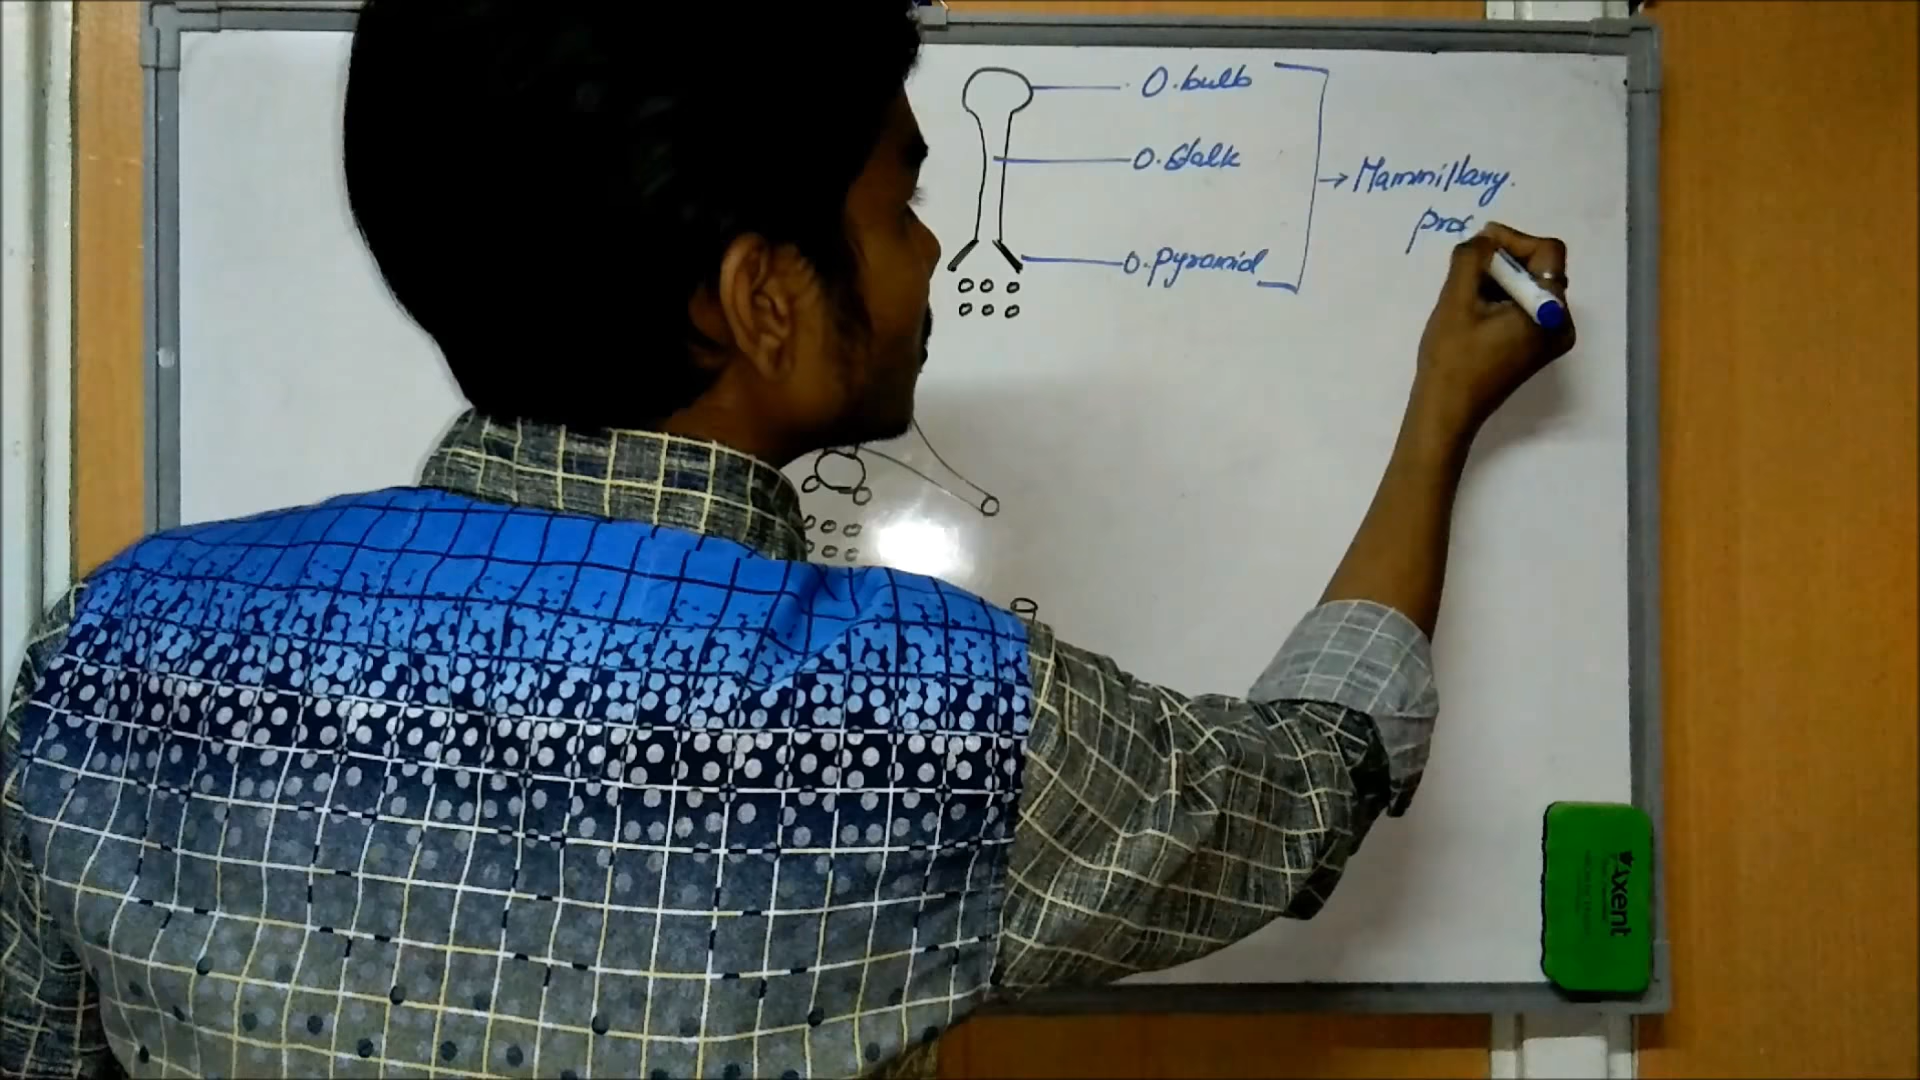 O.bulb
O.stalk
→ Mammillary.
pro
O.pyramid
Axent